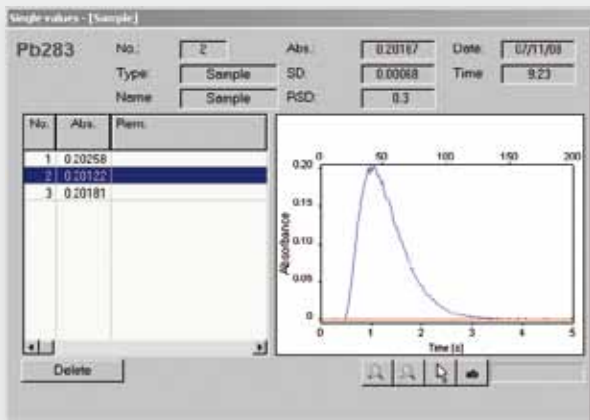 Single values - [Sample]
Pb283
No.: 2 Abs.: 0.20187 Date: 07/11/08
Type: Sample SD: 0.00068 Time: 9:23
Name: Sample RSD: 0.3
No. Abs. Rem.
1 0.20258
2 0.20122
3 0.20181
Delete
0 50 100 150 200
0.20
0.15
0.10
0.05
0
Absorbance
0 1 2 3 4 5
Time [s]
ab